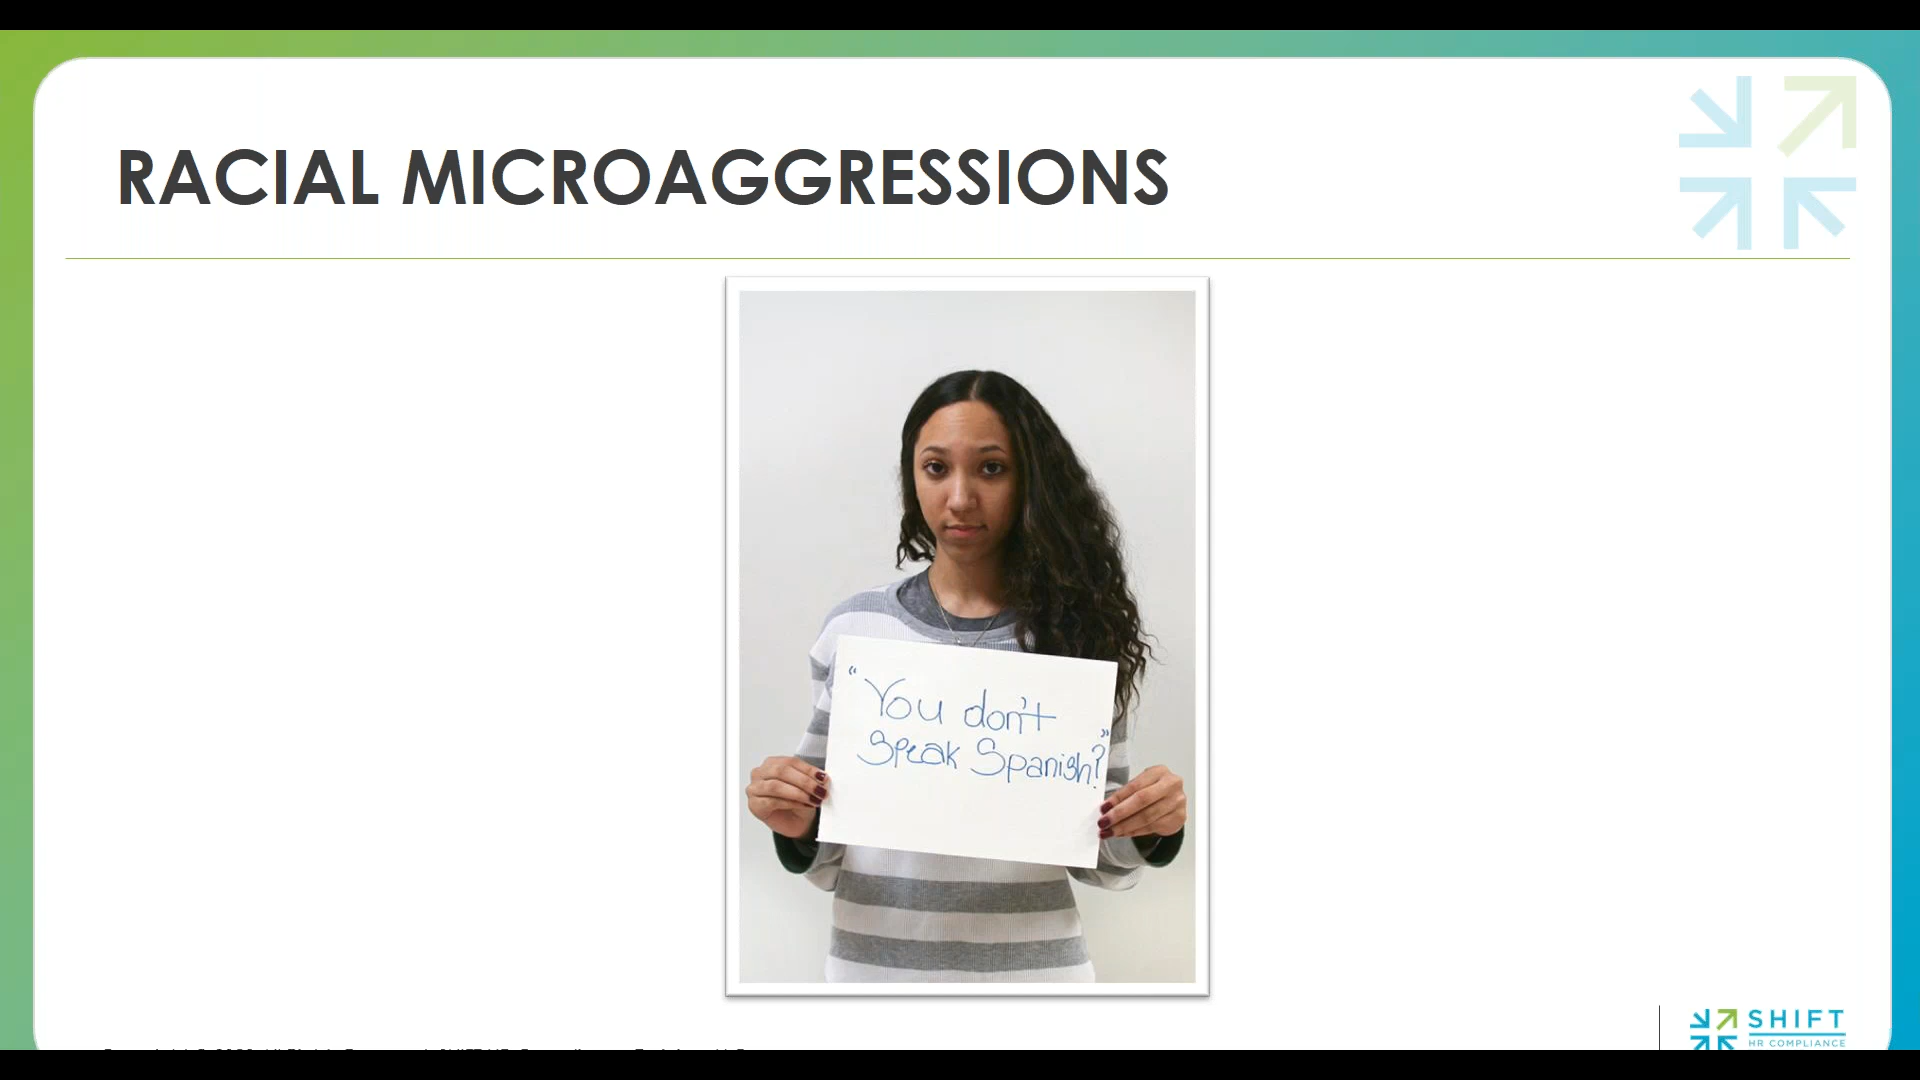 RACIAL MICROAGGRESSIONS
"You don't
speak Spanish?"
SHIFT
HR COMPLIANCE